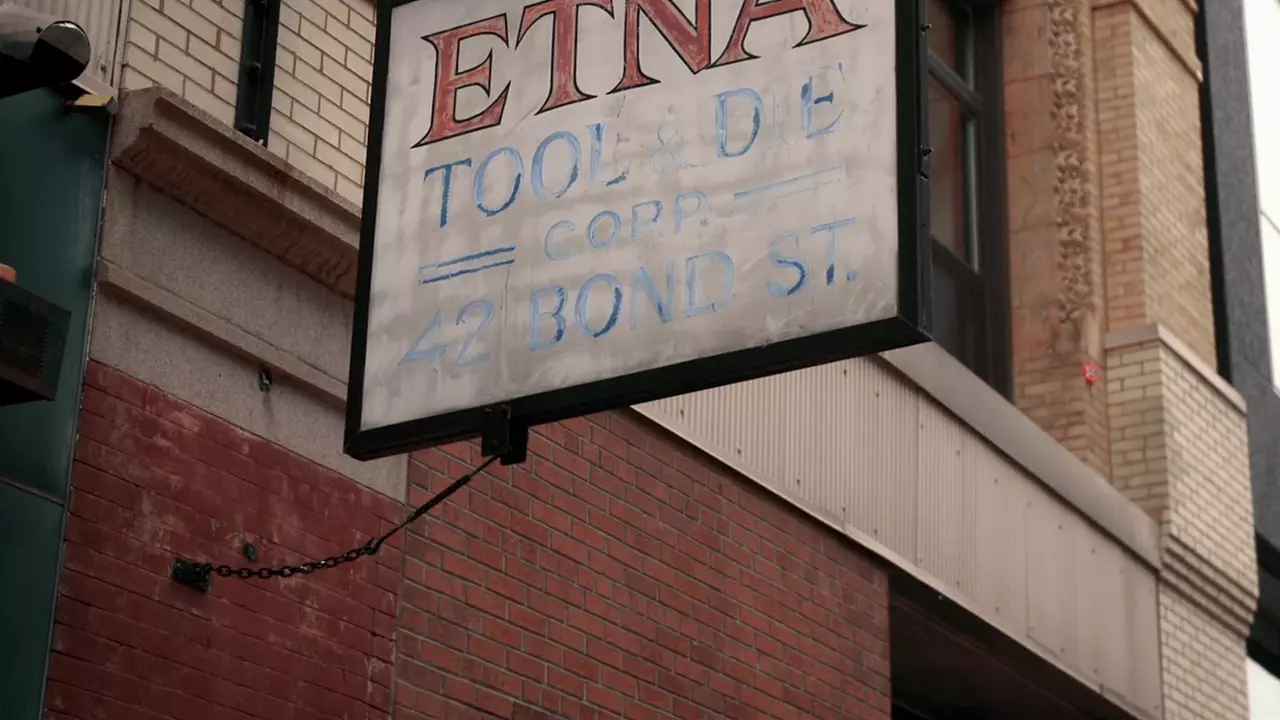 ETNA
TOOL & DIE
CORP.
42 BOND ST.